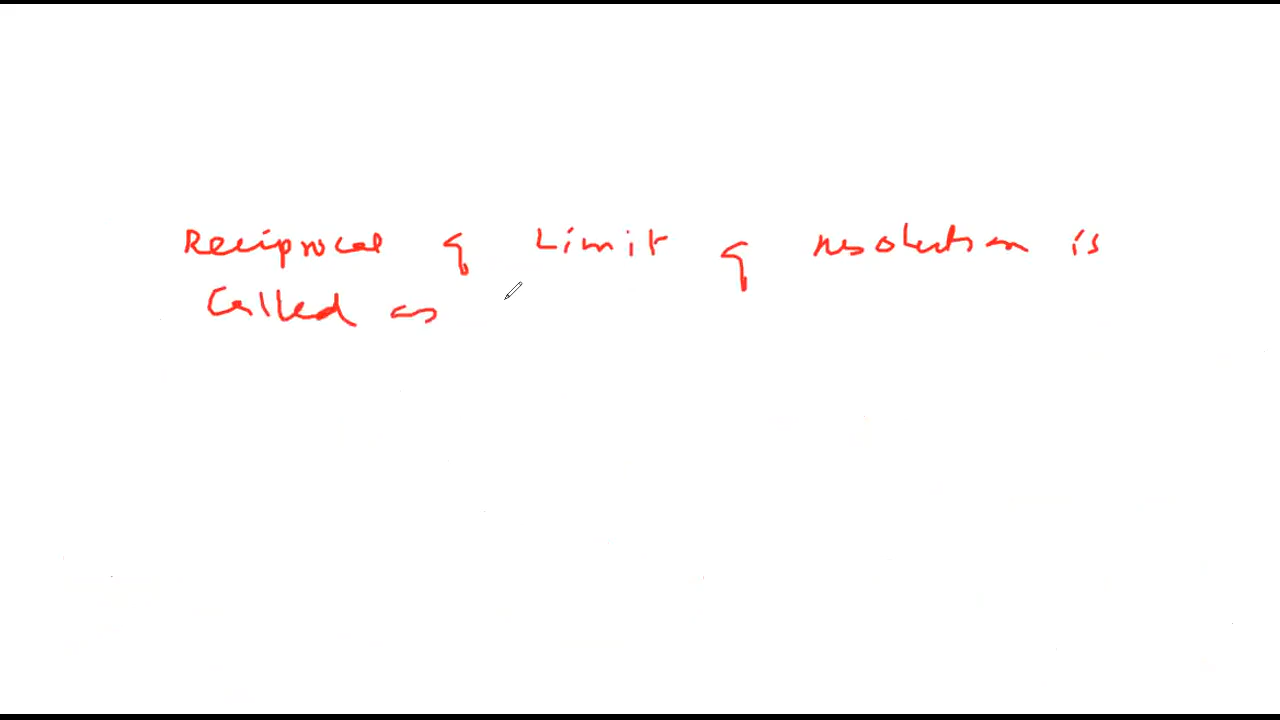 Reciprocal of Limit of resolution is
Called as